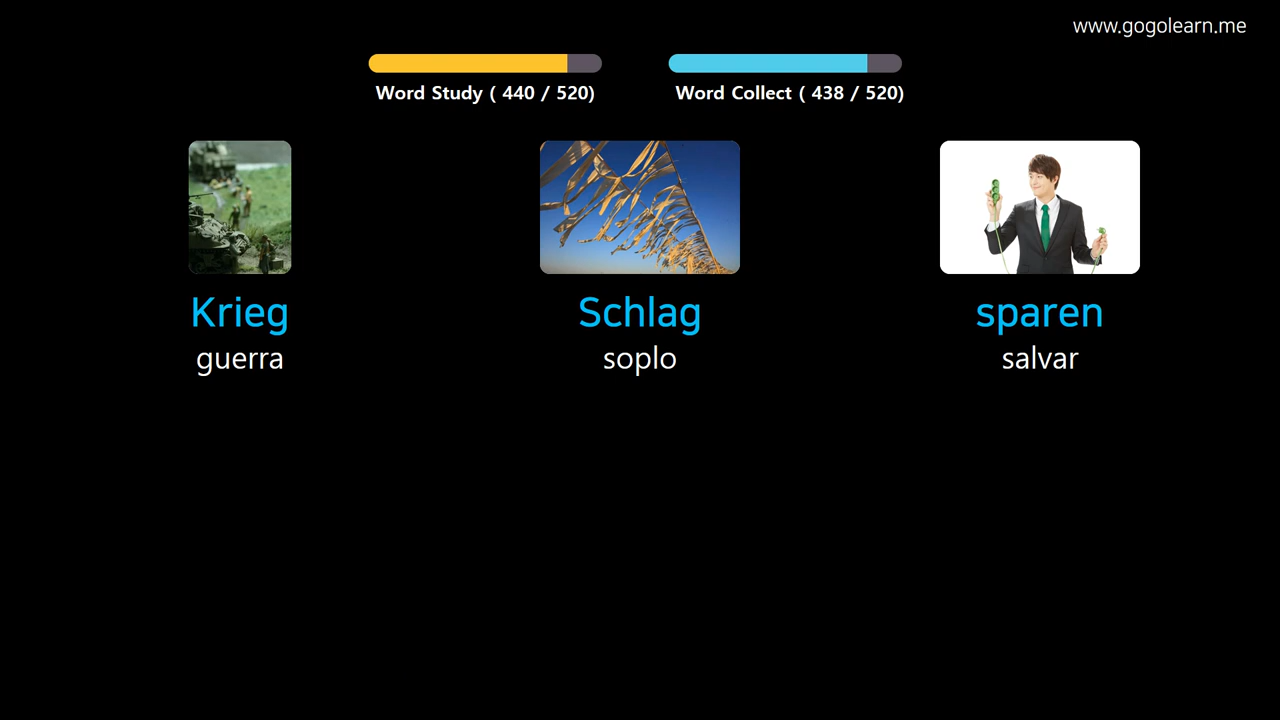 www.gogolearn.me
Word Study ( 440 / 520)
Word Collect ( 438 / 520)
Krieg
guerra
Schlag
soplo
sparen
salvar